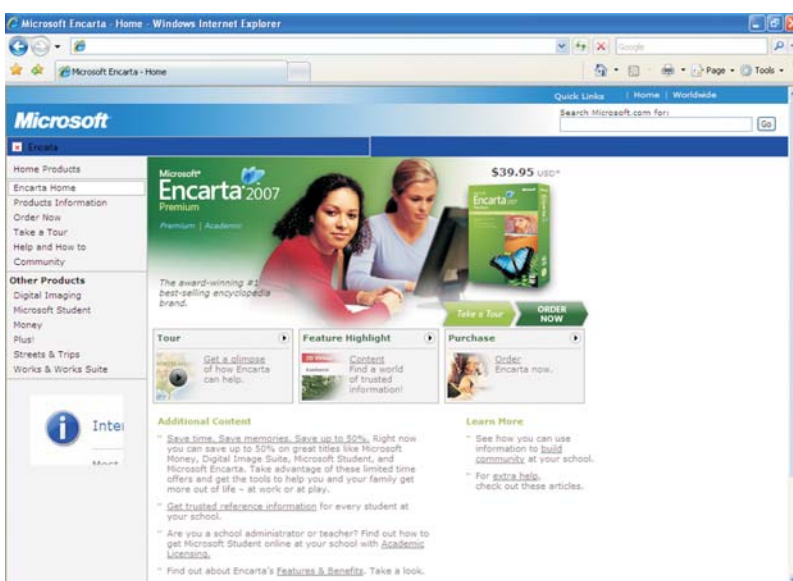 Microsoft Encarta - Home - Windows Internet Explorer
Google
Microsoft Encarta - Home
Page
Tools
Quick Links | Home | Worldwide
Microsoft
Search Microsoft.com for:
Go
Encata
Home Products
Encarta Home
Products Information
Order Now
Take a Tour
Help and How to
Community
Other Products
Digital Imaging
Microsoft Student
Money
Plus!
Streets & Trips
Works & Works Suite
Inte
Most
Microsoft®
Encarta 2007
Premium
Premium | Academic
The award-winning #1
best-selling encyclopedia
brand.
$39.95 USD*
Encarta
Take a Tour
ORDER
NOW
Tour
Get a glimpse
of how Encarta
can help.
Feature Highlight
Content
Find a world
of trusted
information!
Purchase
Order
Encarta now.
Additional Content
Save time. Save memories. Save up to 50%. Right now
you can save up to 50% on great titles like Microsoft
Money, Digital Image Suite, Microsoft Student, and
Microsoft Encarta. Take advantage of these limited time
offers and get the tools to help you and your family get
more out of life – at work or at play.
Get trusted reference information for every student at
your school.
Are you a school administrator or teacher? Find out how to
get Microsoft Student online at your school with Academic
Licensing.
Find out about Encarta's Features & Benefits. Take a look.
Learn More
See how you can use
information to build
community at your school.
For extra help,
check out these articles.